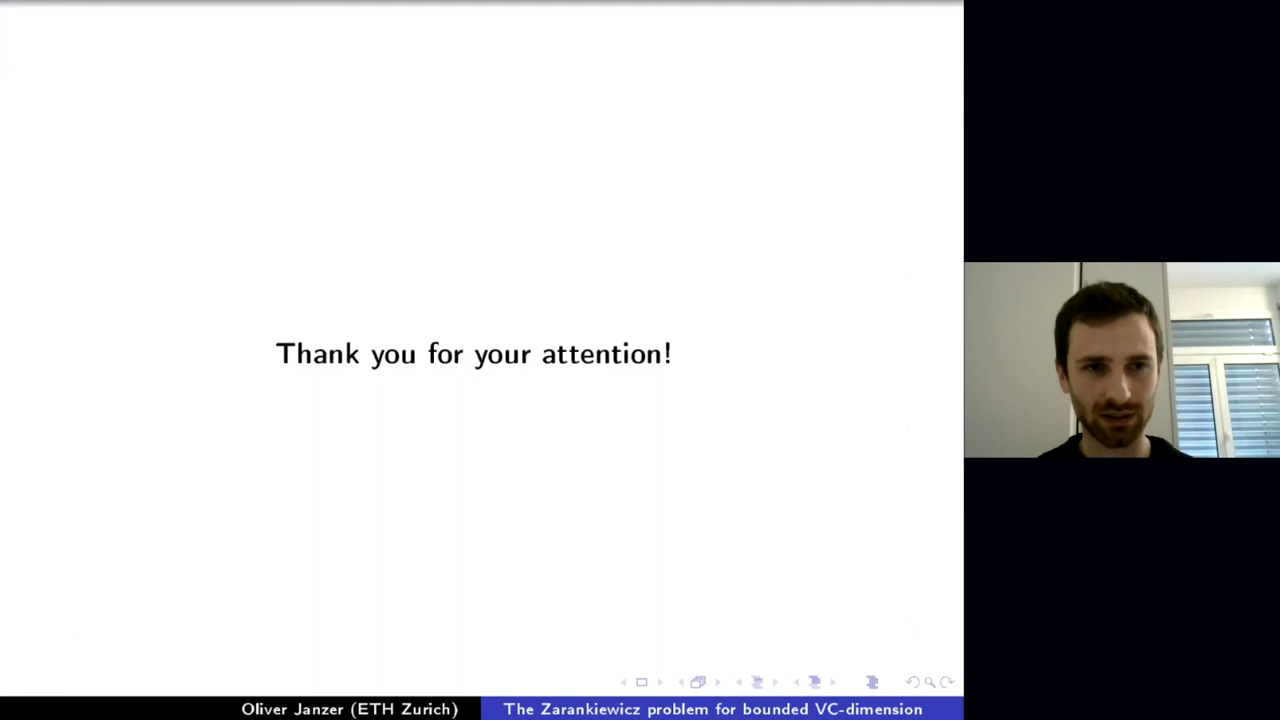 Thank you for your attention!
Oliver Janzer (ETH Zurich)
The Zarankiewicz problem for bounded VC-dimension